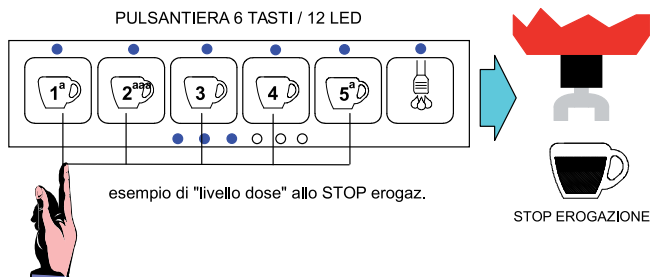 PULSANTIERA 6 TASTI / 12 LED
1a 2aaa 3 4 5a
esempio di "livello dose" allo STOP erogaz.
STOP EROGAZIONE